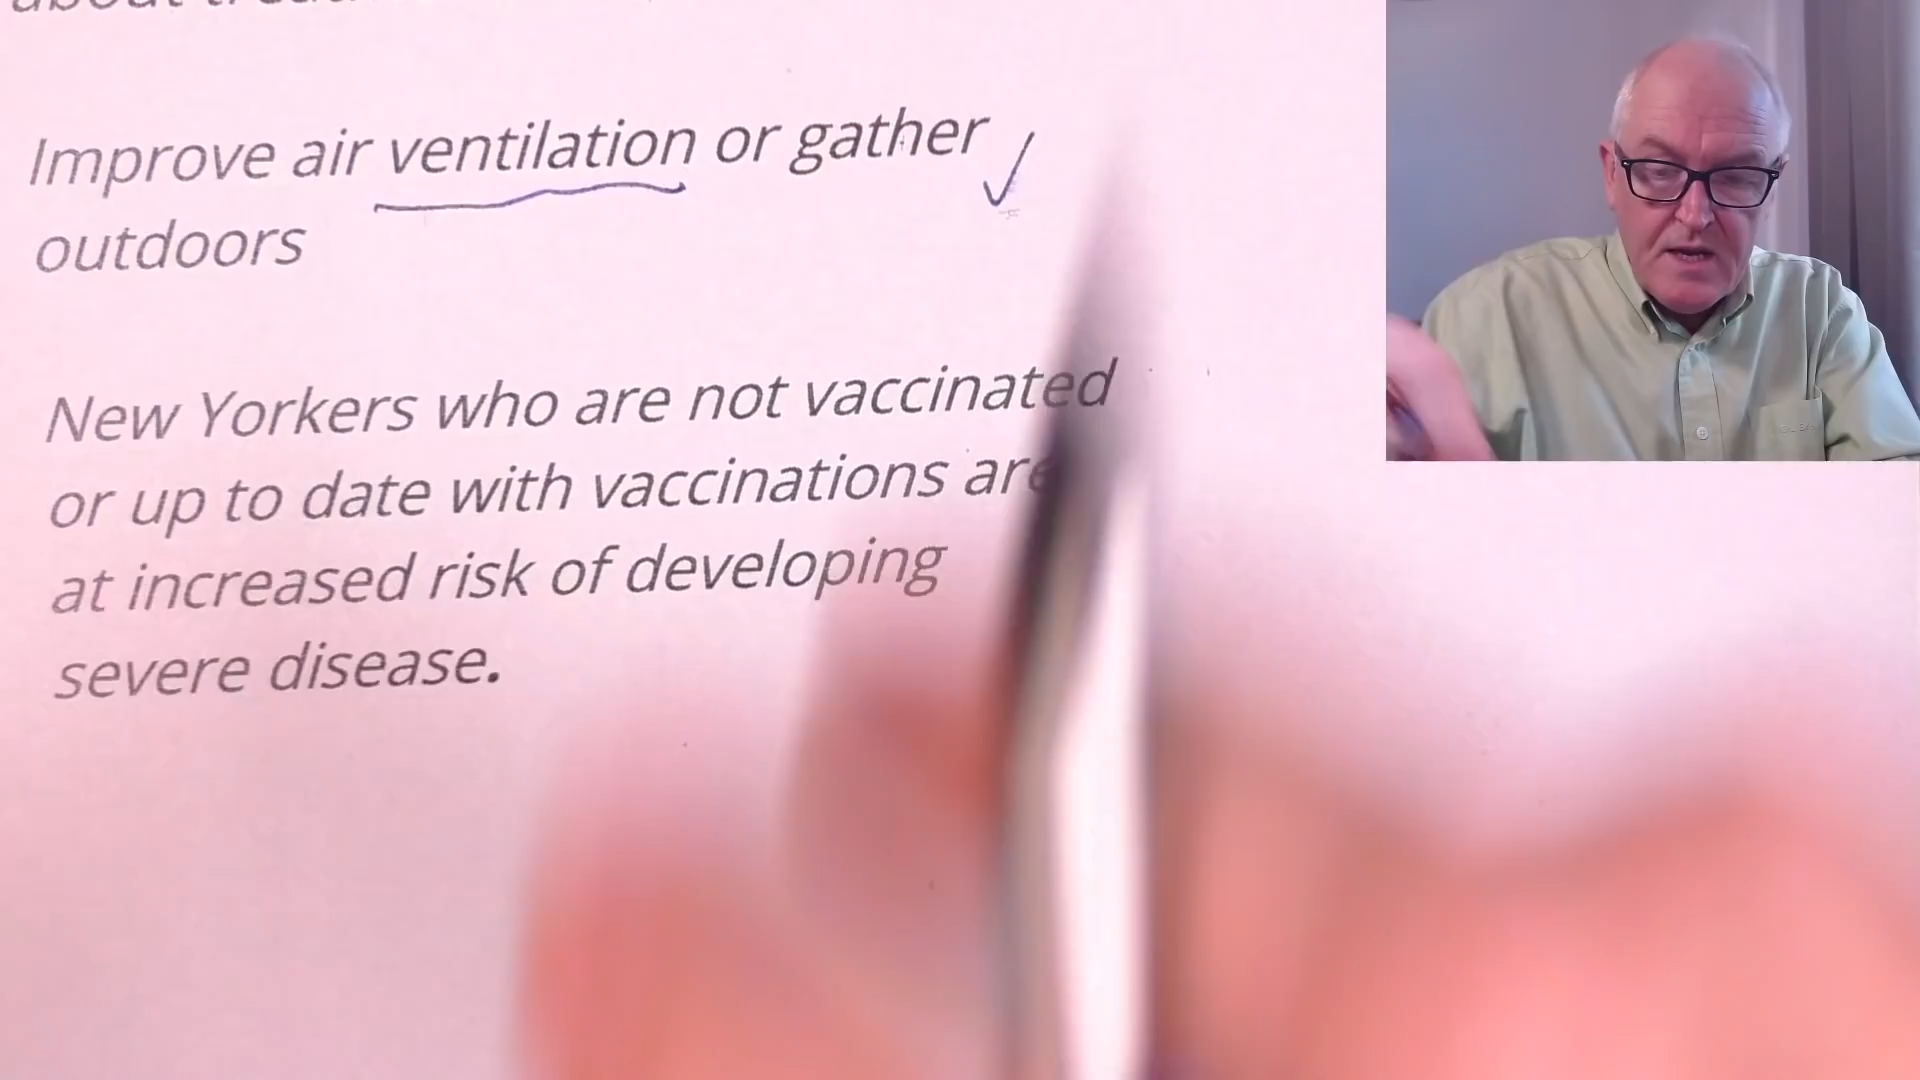 Improve air ventilation or gather
outdoors
New Yorkers who are not vaccinated
or up to date with vaccinations are
at increased risk of developing
severe disease.